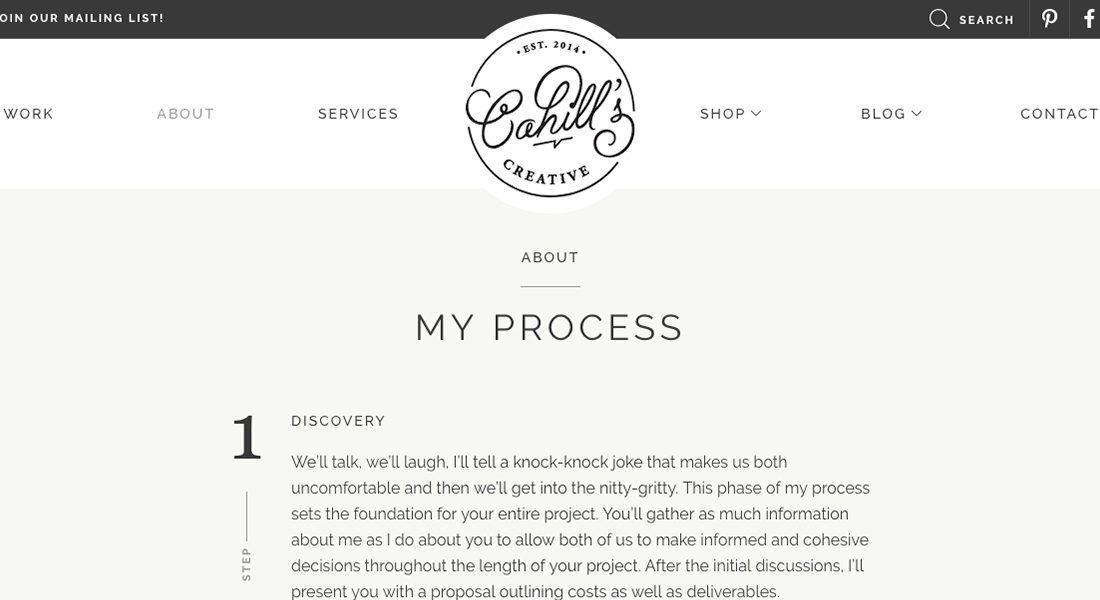 OIN OUR MAILING LIST!
SEARCH
WORK
ABOUT
SERVICES
• EST. 2014 •
Cahill's
CREATIVE
SHOP
BLOG
CONTACT
ABOUT
MY PROCESS
1
STEP
DISCOVERY
We'll talk, we'll laugh, I'll tell a knock-knock joke that makes us both
uncomfortable and then we'll get into the nitty-gritty. This phase of my process
sets the foundation for your entire project. You'll gather as much information
about me as I do about you to allow both of us to make informed and cohesive
decisions throughout the length of your project. After the initial discussions, I'll
present you with a proposal outlining costs as well as deliverables.